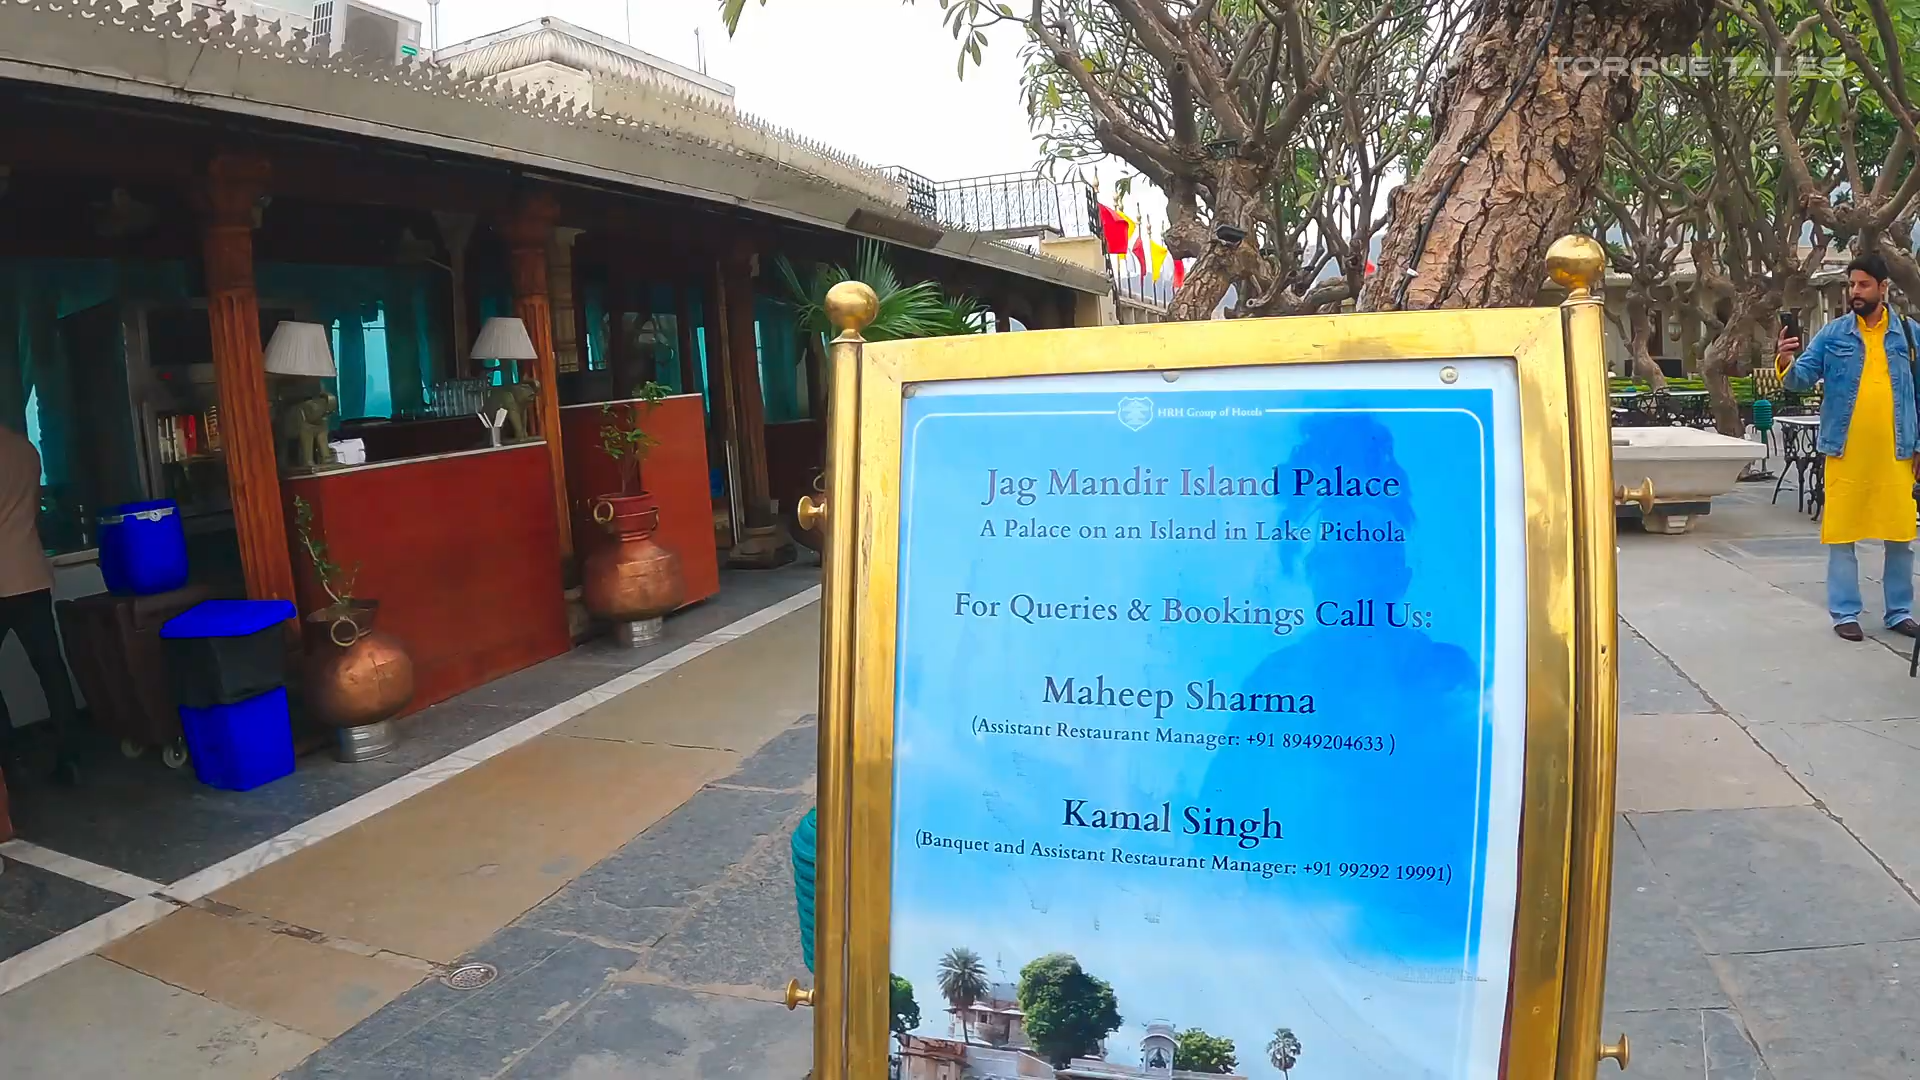 TORQUE TALES
HRH Group of Hotels
Jag Mandir Island Palace
A Palace on an Island in Lake Pichola
For Queries & Bookings Call Us:
Maheep Sharma
(Assistant Restaurant Manager: +91 8949204633 )
Kamal Singh
(Banquet and Assistant Restaurant Manager: +91 99292 19991)